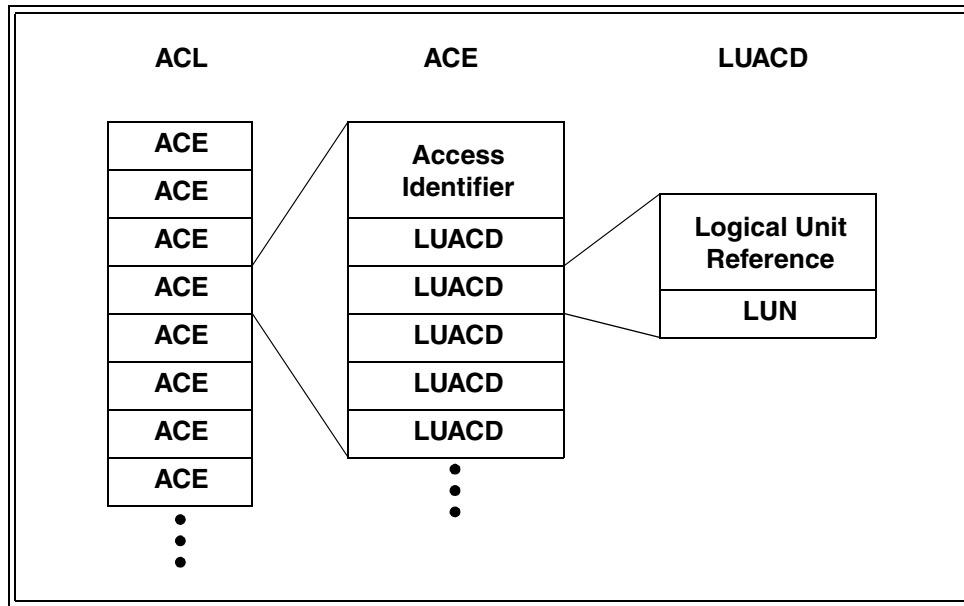 ACL
ACE
LUACD
ACE
ACE
ACE
ACE
ACE
ACE
ACE
ACE
Access
Identifier
LUACD
LUACD
LUACD
LUACD
LUACD
Logical Unit
Reference
LUN